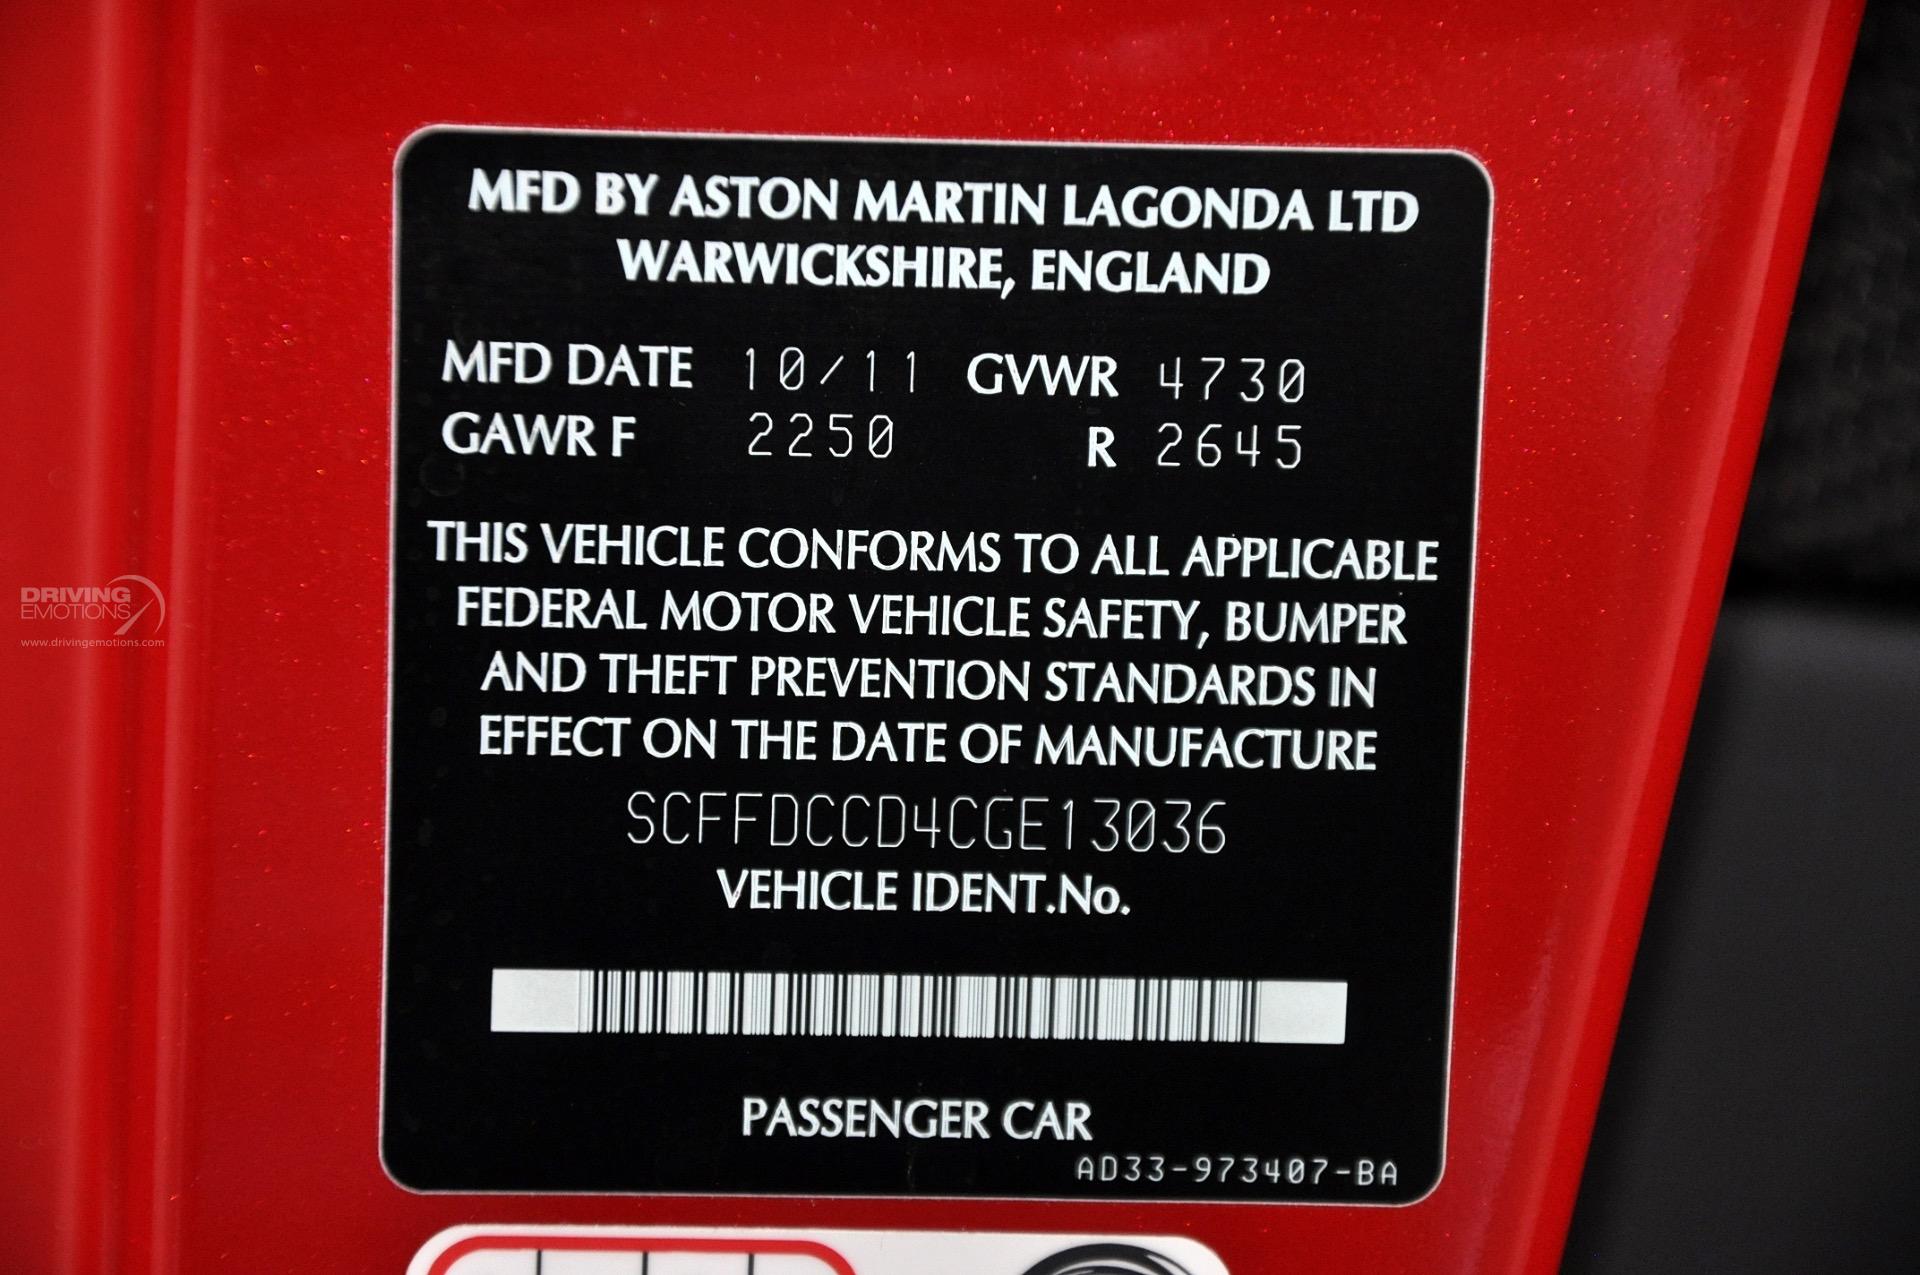 MFD BY ASTON MARTIN LAGONDA LTD
WARWICKSHIRE, ENGLAND
MFD DATE 10/11 GVWR 4730
GAWR F 2250 R 2645
THIS VEHICLE CONFORMS TO ALL APPLICABLE
FEDERAL MOTOR VEHICLE SAFETY, BUMPER
AND THEFT PREVENTION STANDARDS IN
EFFECT ON THE DATE OF MANUFACTURE
SCFFDCCD4CGE13036
VEHICLE IDENT.No.
PASSENGER CAR
AD33-973407-BA
DRIVING
EMOTIONS
www.drivingemotions.com